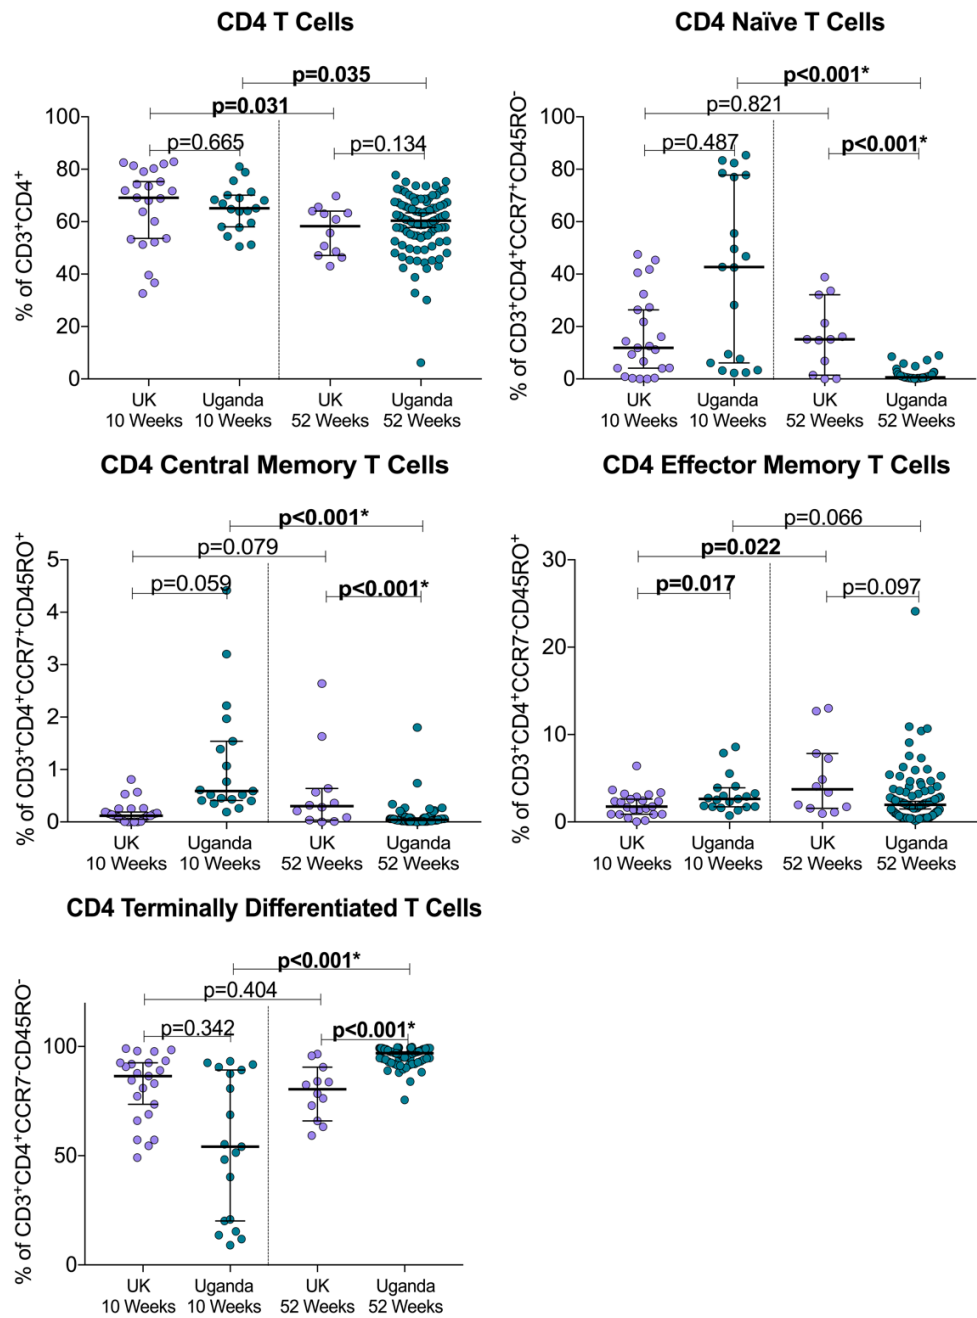 CD4 T Cells
p=0.035
p=0.031
p=0.665
p=0.134
% of CD3⁺CD4⁺
100
80
60
40
20
0
UK
10 Weeks
Uganda
10 Weeks
UK
52 Weeks
Uganda
52 Weeks
CD4 Naïve T Cells
p<0.001*
p=0.821
p=0.487
p<0.001*
% of CD3⁺CD4⁺CCR7⁺CD45RO⁻
100
80
60
40
20
0
UK
10 Weeks
Uganda
10 Weeks
UK
52 Weeks
Uganda
52 Weeks
CD4 Central Memory T Cells
p<0.001*
p=0.079
p=0.059
p<0.001*
% of CD3⁺CD4⁺CCR7⁺CD45RO⁺
5
4
3
2
1
0
UK
10 Weeks
Uganda
10 Weeks
UK
52 Weeks
Uganda
52 Weeks
CD4 Effector Memory T Cells
p=0.066
p=0.022
p=0.017
p=0.097
% of CD3⁺CD4⁺CCR7⁻CD45RO⁺
30
20
10
0
UK
10 Weeks
Uganda
10 Weeks
UK
52 Weeks
Uganda
52 Weeks
CD4 Terminally Differentiated T Cells
p<0.001*
p=0.404
p=0.342
p<0.001*
% of CD3⁺CD4⁺CCR7⁻CD45RO⁻
100
50
0
UK
10 Weeks
Uganda
10 Weeks
UK
52 Weeks
Uganda
52 Weeks